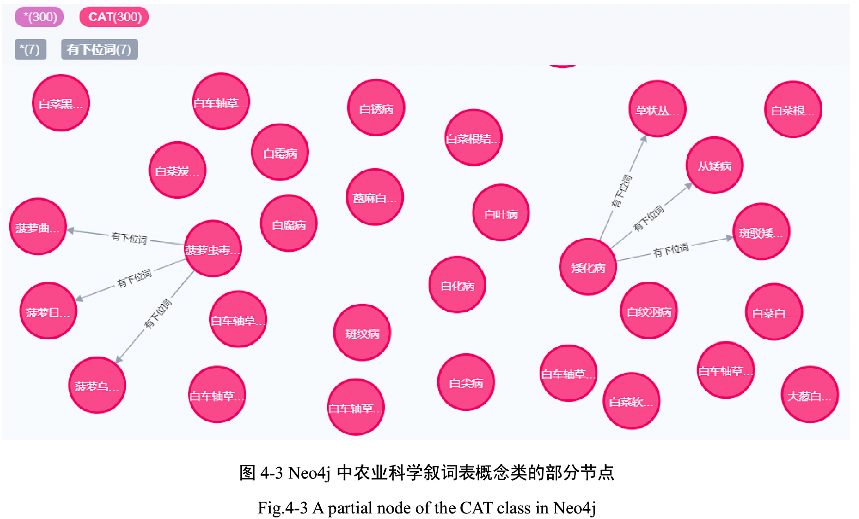 *(300) CAT(300)
*(7) 有下位词(7)
白菜黑…
白车轴草
白锈病
草状丛…
白菜根…
白菜炭…
白霉病
白菜根结…
丛矮病
蓖麻白…
白叶病
菠萝曲…
有下位词
菠萝虫毒…
白腐病
有下位词
有下位词
有下位词
斑驳矮…
矮化病
有下位词
菠萝日…
有下位词
白车轴草…
白化病
白纹羽病
白菜白…
斑纹病
菠萝鸟…
白车轴草…
白车轴草…
白尖病
白车轴草…
白菜软…
白车轴草…
大葱白…
图 4-3 Neo4j 中农业科学叙词表概念类的部分节点
Fig.4-3 A partial node of the CAT class in Neo4j